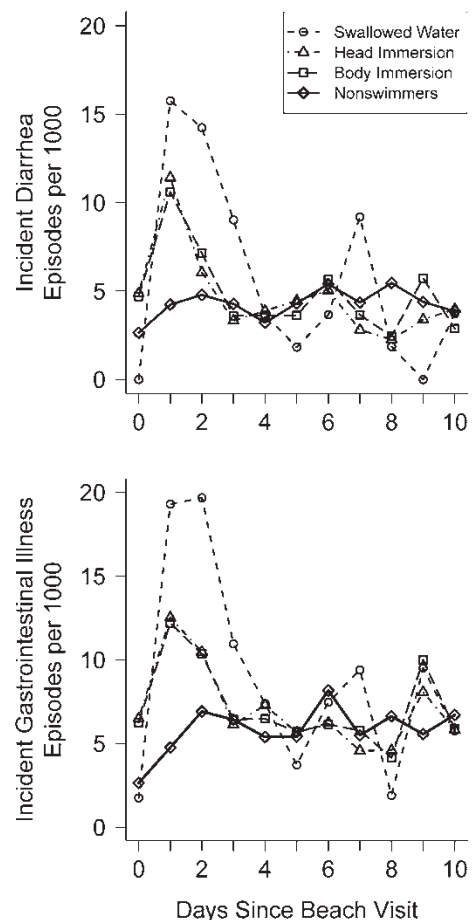 20
15
10
5
0
Incident Diarrhea
Episodes per 1000
Swallowed Water
Head Immersion
Body Immersion
Nonswimmers
0 2 4 6 8 10
20
15
10
5
0
Incident Gastrointestinal Illness
Episodes per 1000
0 2 4 6 8 10
Days Since Beach Visit